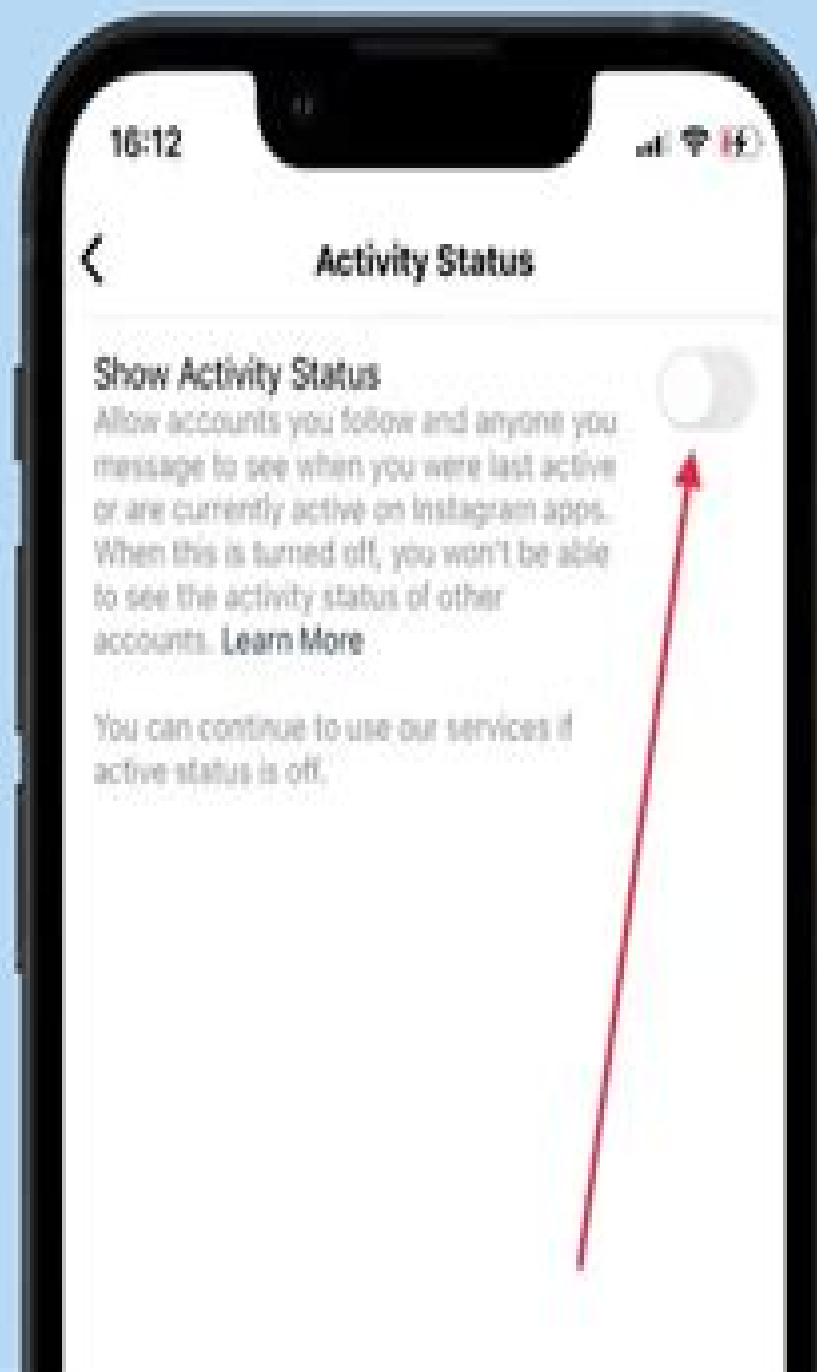 16:12
Activity Status
Show Activity Status
Allow accounts you follow and anyone you
message to see when you were last active
or are currently active on Instagram apps.
When this is turned off, you won't be able
to see the activity status of other
accounts. Learn More
You can continue to use our services if
active status is off.